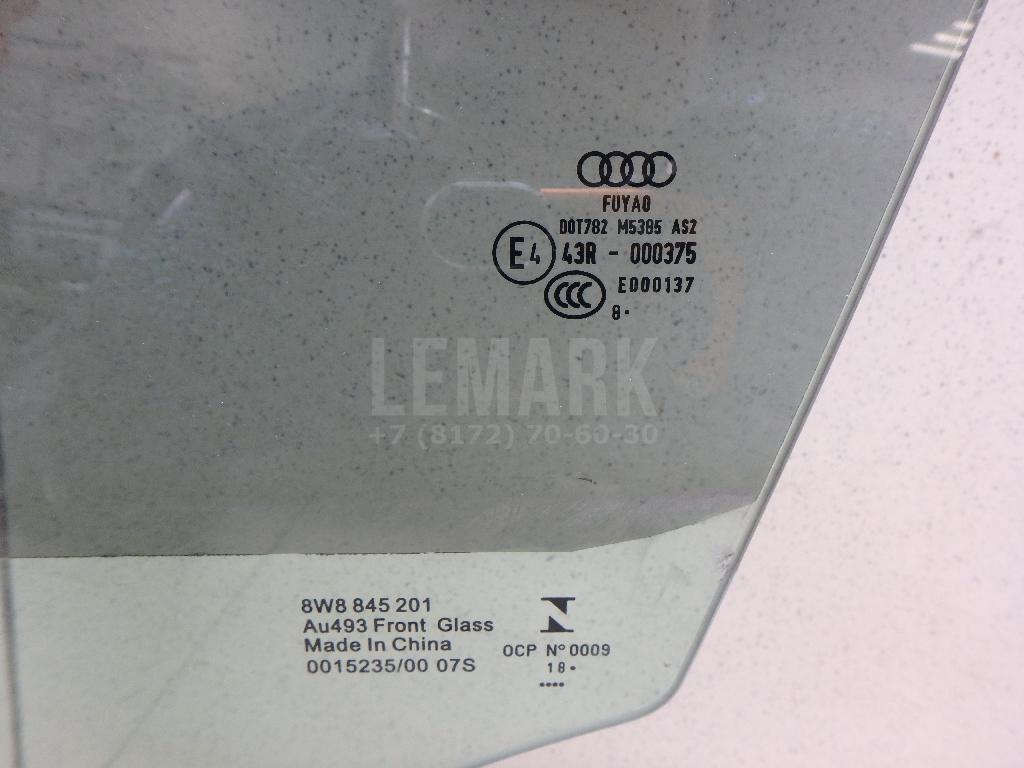 FUYAO
DOT782 M5385 AS2
E4 43R - 000375
CCC E000137
8.
LEMARK
+7 (8172) 70-60-30
8W8 845 201
Au493 Front Glass
Made In China
0015235/00 07S
OCP Nº0009
18•
••••